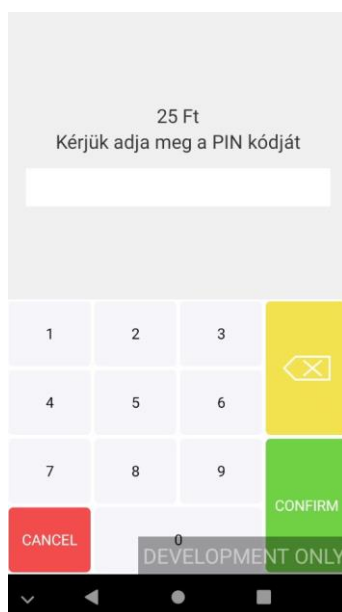 25 Ft
Kérjük adja meg a PIN kódját
1 2 3
4 5 6
7 8 9
CONFIRM
CANCEL 0
DEVELOPMENT ONLY